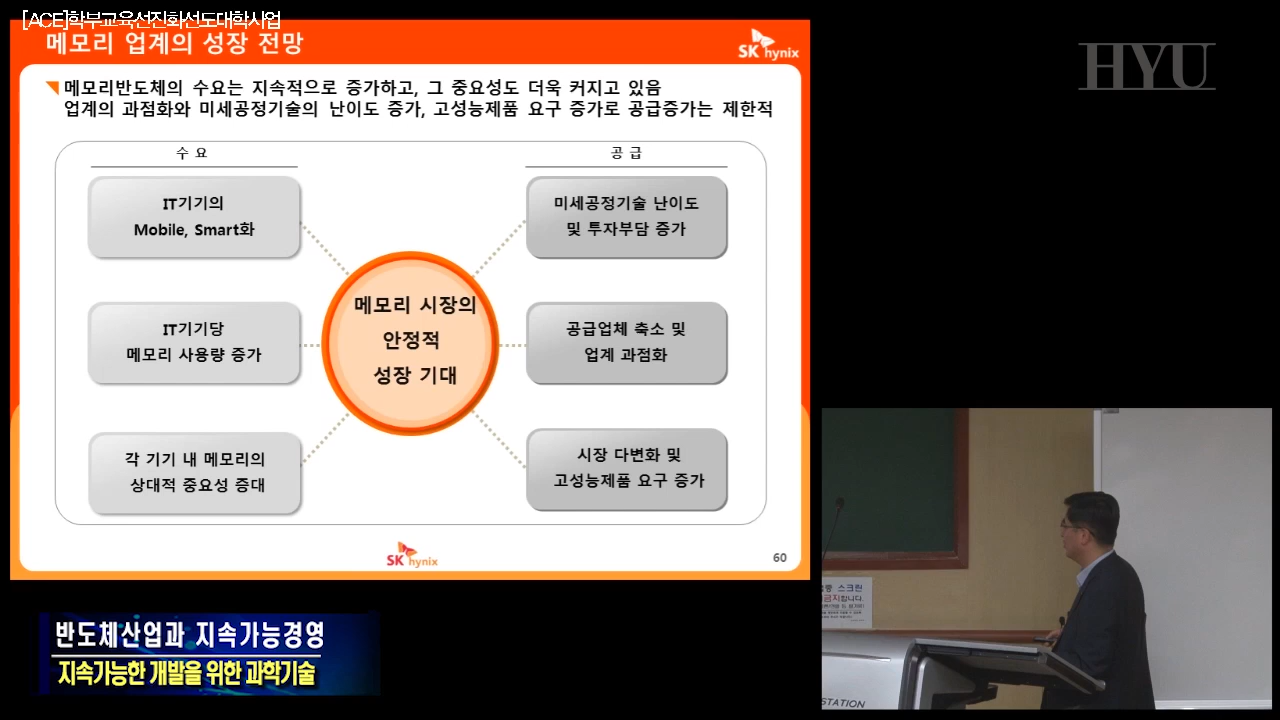 [ACE]학부교육선진화선도대학사업
메모리 업계의 성장 전망
SK hynix
HYU
메모리반도체의 수요는 지속적으로 증가하고, 그 중요성도 더욱 커지고 있음
업계의 과점화와 미세공정기술의 난이도 증가, 고성능제품 요구 증가로 공급증가는 제한적
수 요
공 급
IT기기의
Mobile, Smart화
미세공정기술 난이도
및 투자부담 증가
메모리 시장의
안정적
성장 기대
IT기기당
메모리 사용량 증가
공급업체 축소 및
업계 과점화
각 기기 내 메모리의
상대적 중요성 증대
시장 다변화 및
고성능제품 요구 증가
SK hynix
60
반도체산업과 지속가능경영
지속가능한 개발을 위한 과학기술
스크린
금지합니다.
STATION